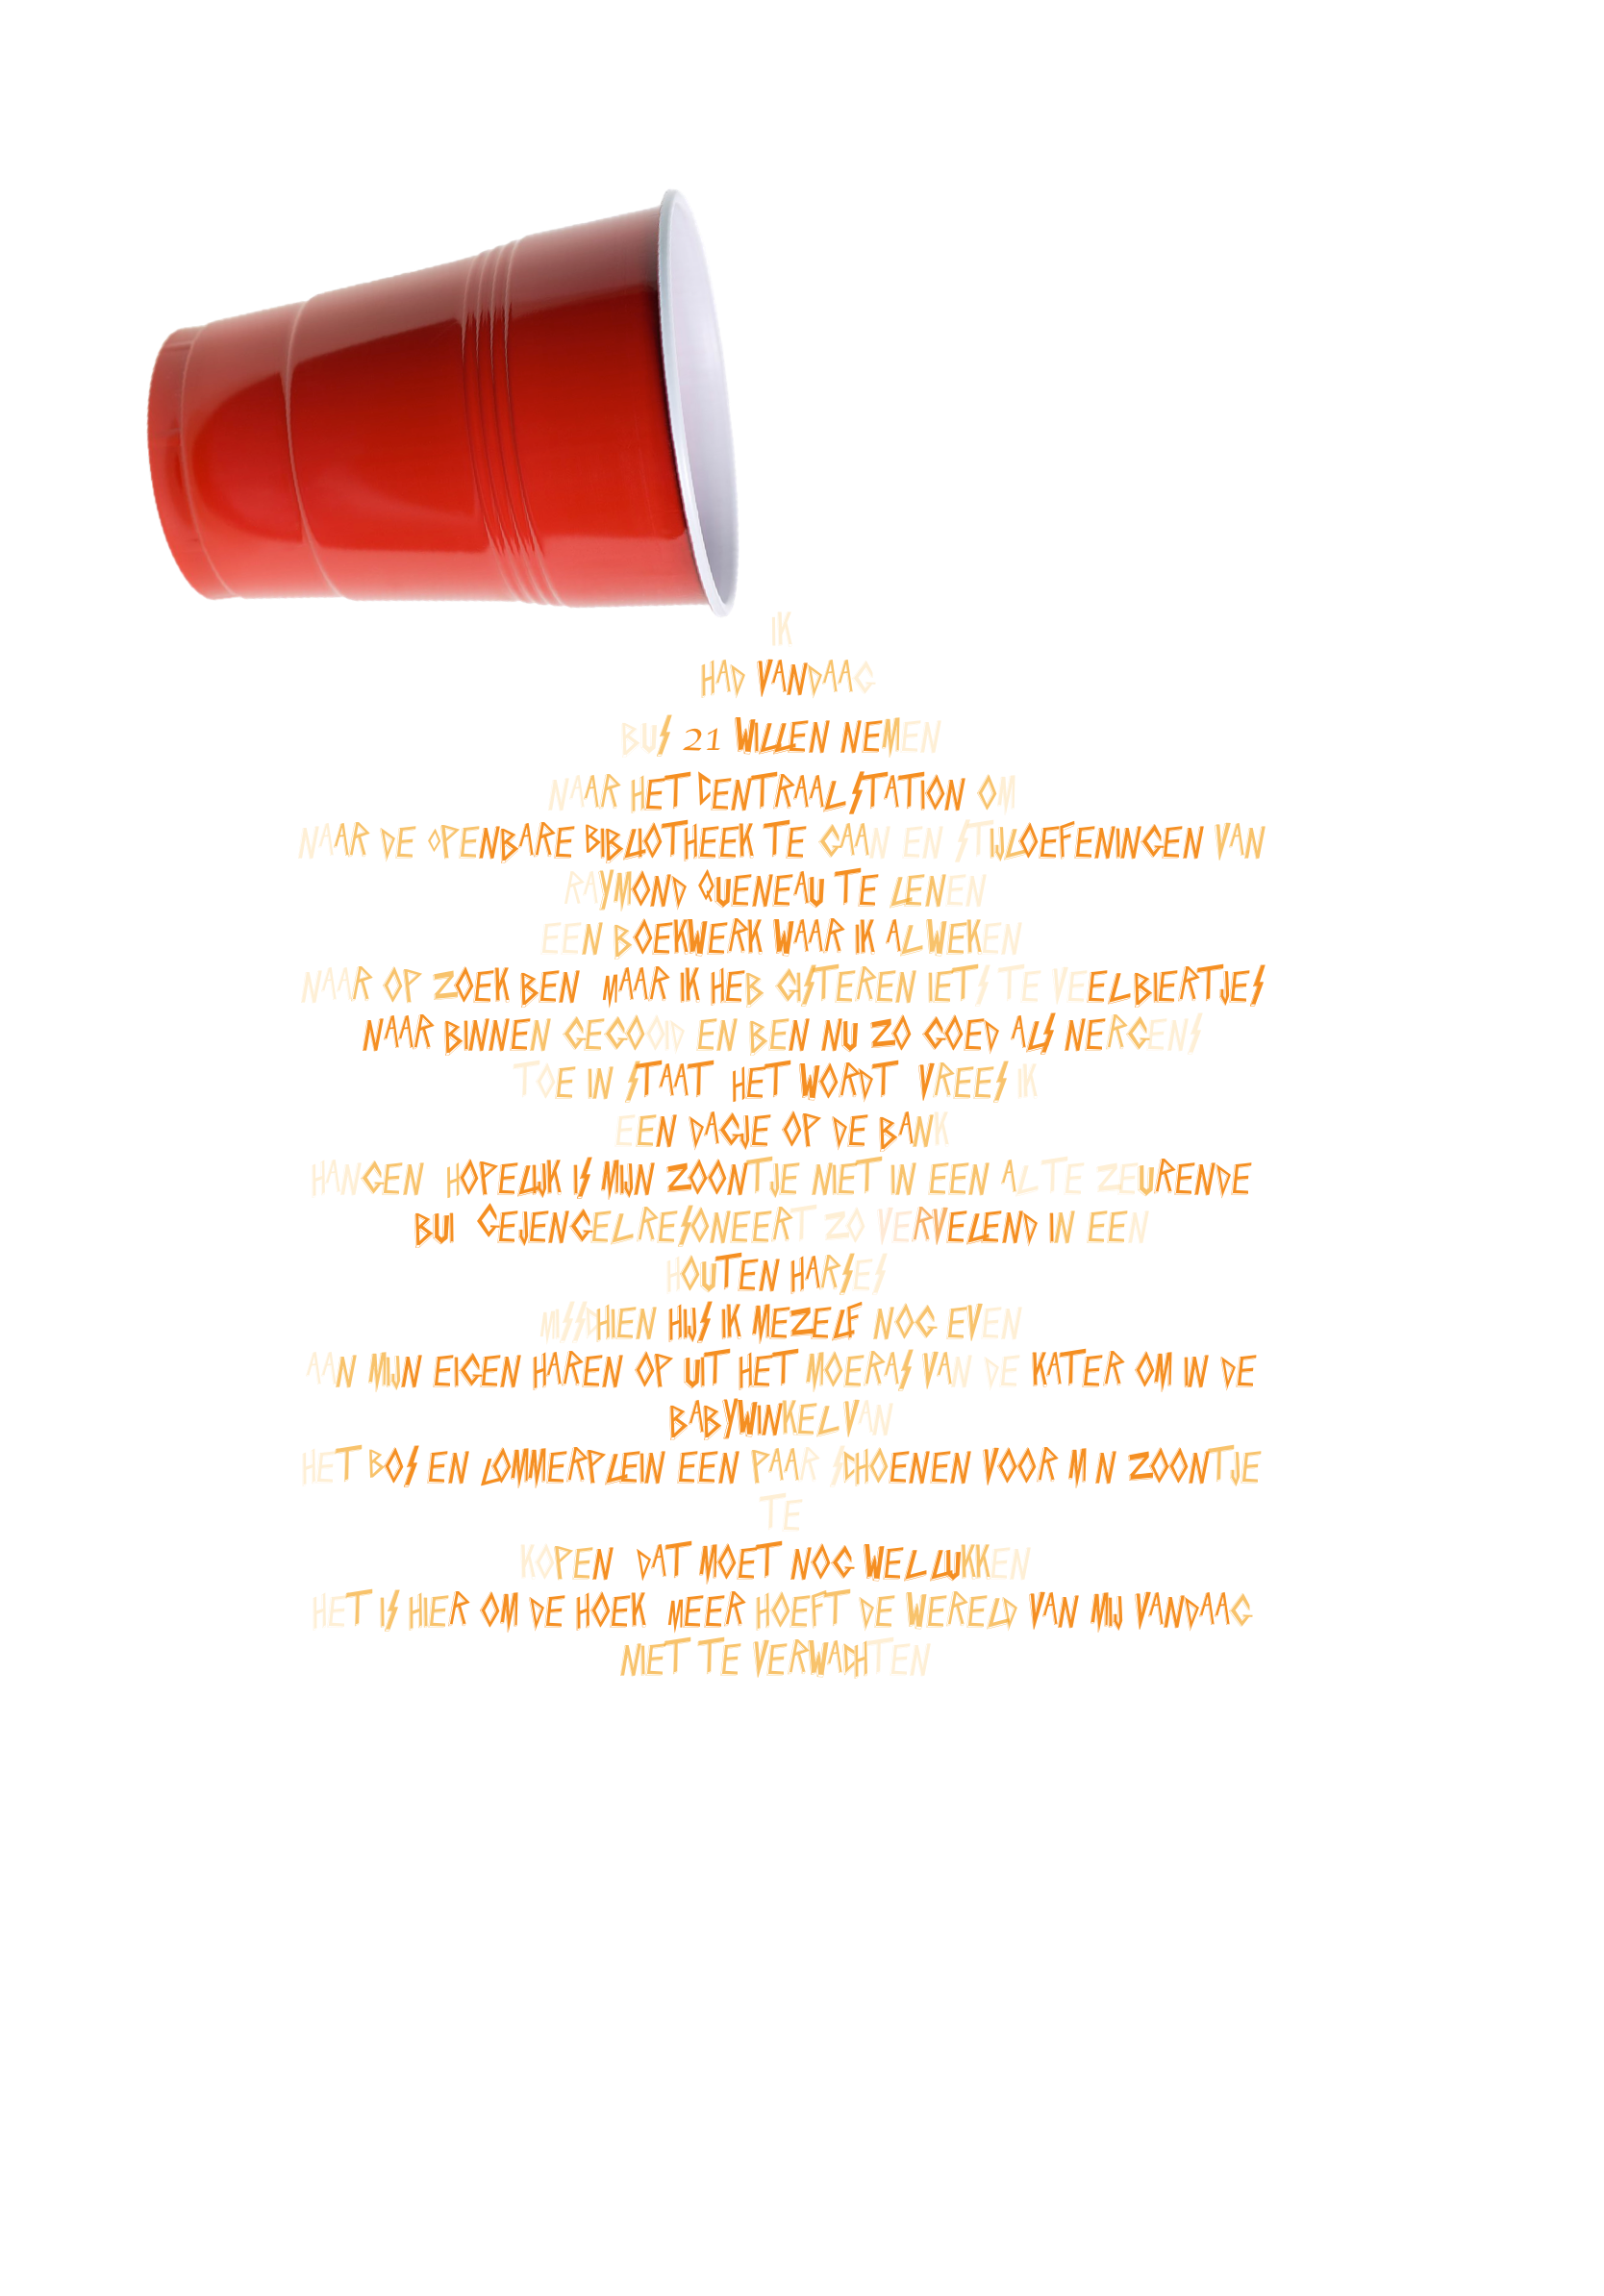 IK
HAD VANDAAG
BUS 21 WILLEN NEMEN
NAAR HET CENTRAAL STATION OM
NAAR DE OPENBARE BIBLIOTHEEK TE GAAN EN STIJLOEFENINGEN VAN
RAYMOND QUENEAU TE LENEN
EEN BOEKWERK WAAR IK AL WEKEN
NAAR OP ZOEK BEN MAAR IK HEB GISTEREN IETS TE VEEL BIERTJES
NAAR BINNEN GEGOOID EN BEN NU ZO GOED ALS NERGENS
TOE IN STAAT HET WORDT VREES IK
EEN DAGJE OP DE BANK
HANGEN HOPELIJK IS MIJN ZOONTJE NIET IN EEN AL TE ZEURENDE
BUI GEJENGEL RESONEERT ZO VERVELEND IN EEN
HOUTEN HARSES
MISSCHIEN HIJS IK MEZELF NOG EVEN
AAN MIJN EIGEN HAREN OP UIT HET MOERAS VAN DE KATER OM IN DE
BABYWINKEL VAN
HET BOS EN LOMMERPLEIN EEN PAAR SCHOENEN VOOR M N ZOONTJE
TE
KOPEN DAT MOET NOG WEL LUKKEN
HET IS HIER OM DE HOEK MEER HOEFT DE WERELD VAN MIJ VANDAAG
NIET TE VERWACHTEN